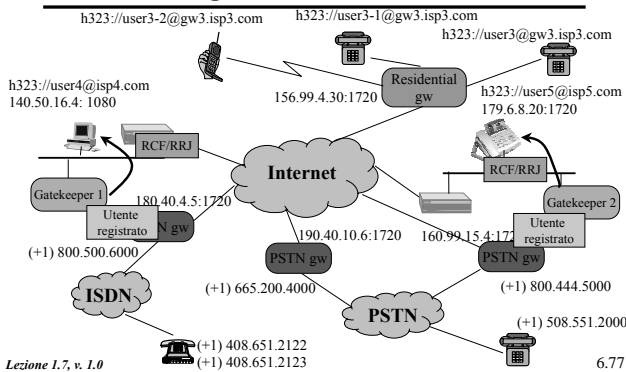 h323://user3-2@gw3.isp3.com
h323://user3-1@gw3.isp3.com
h323://user3@gw3.isp3.com
h323://user4@isp4.com
140.50.16.4: 1080
Residential
gw
156.99.4.30:1720
h323://user5@isp5.com
179.6.8.20:1720
RCF/RRJ
Internet
RCF/RRJ
Gatekeeper 1
180.40.4.5:1720
Gatekeeper 2
Utente
registrato
N gw
(+1) 800.500.6000
190.40.10.6:1720
160.99.15.4:172
Utente
registrato
PSTN gw
PSTN gw
(+1) 665.200.4000
(+1) 800.444.5000
ISDN
PSTN
(+1) 508.551.2000
(+1) 408.651.2122
(+1) 408.651.2123
Lezione 1.7, v. 1.0
6.77